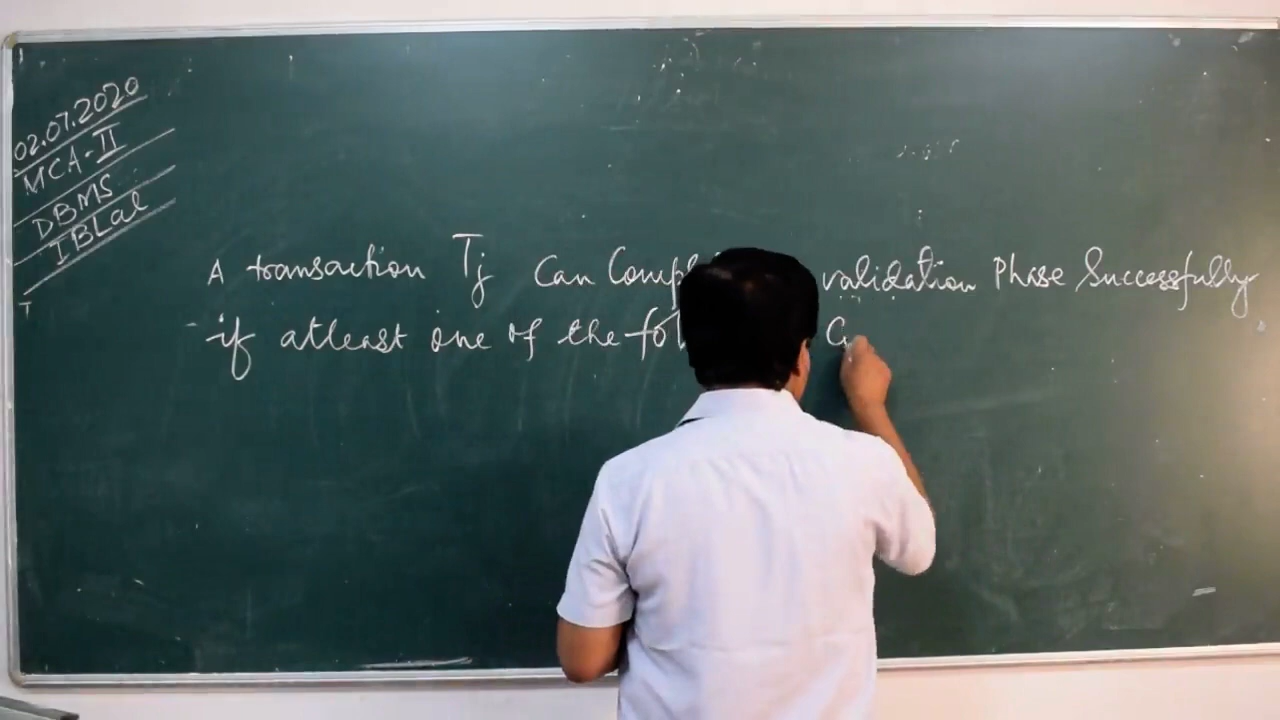 02.07.2020
MCA-II
DBMS
IBLal
T
A transaction Tj Can Comp validation Phase Successfully
if atleast one of the fol